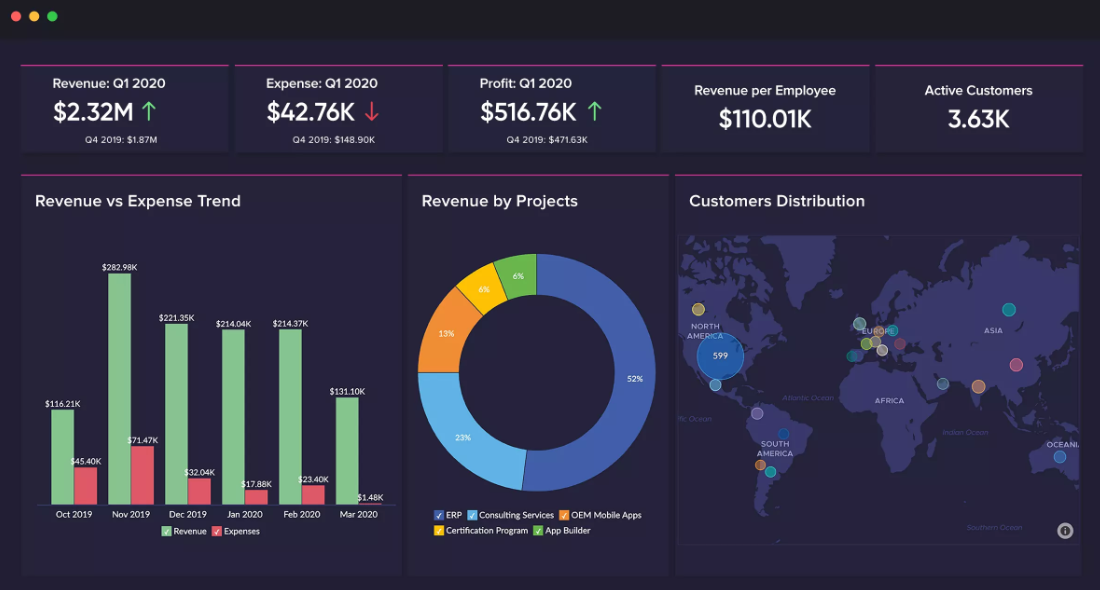 Revenue: Q1 2020
$2.32M
Q4 2019: $1.87M
Expense: Q1 2020
$42.76K
Q4 2019: $148.90K
Profit: Q1 2020
$516.76K
Q4 2019: $471.63K
Revenue per Employee
$110.01K
Active Customers
3.63K
Revenue vs Expense Trend
$282.98K
$221.35K
$214.04K
$214.37K
$131.10K
$116.21K
$71.47K
$45.40K
$32.04K
$23.40K
$17.88K
$1.48K
Oct 2019
Nov 2019
Dec 2019
Jan 2020
Feb 2020
Mar 2020
Revenue
Expenses
Revenue by Projects
6%
6%
13%
52%
23%
ERP
Consulting Services
OEM Mobile Apps
Certification Program
App Builder
Customers Distribution
NORTH
AMERICA
EUROPE
ASIA
599
Atlantic Ocean
AFRICA
fic Ocean
Indian Ocean
SOUTH
AMERICA
OCEANI
Southern Ocean